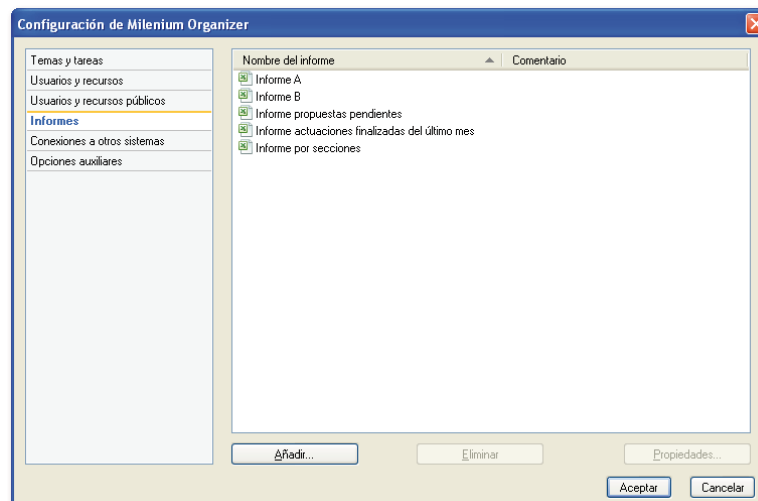 Configuración de Milenium Organizer
Temas y tareas
Usuarios y recursos
Usuarios y recursos públicos
Informes
Conexiones a otros sistemas
Opciones auxiliares
Nombre del informe Comentario
Informe A
Informe B
Informe propuestas pendientes
Informe actuaciones finalizadas del último mes
Informe por secciones
Añadir... Eliminar Propiedades...
Aceptar Cancelar